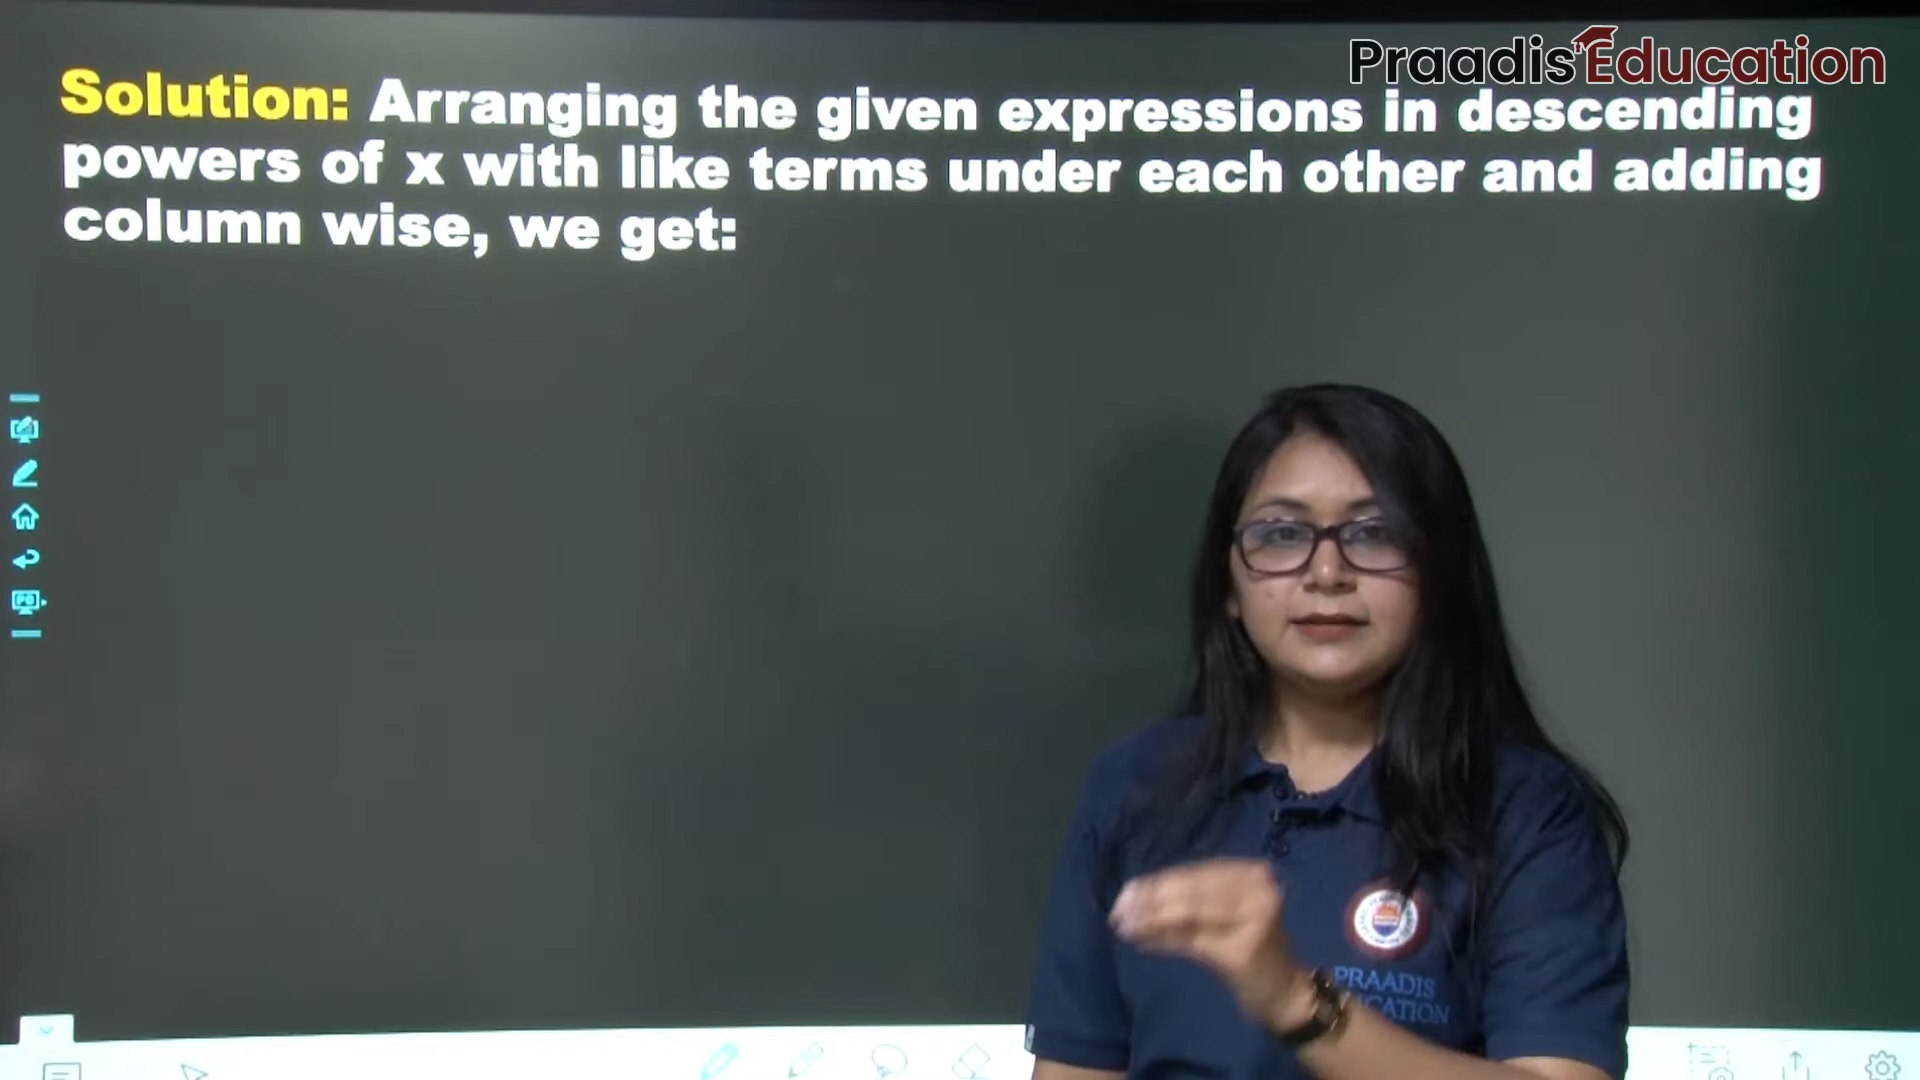 Praadis Education
Solution: Arranging the given expressions in descending
powers of x with like terms under each other and adding
column wise, we get:
PRAADIS